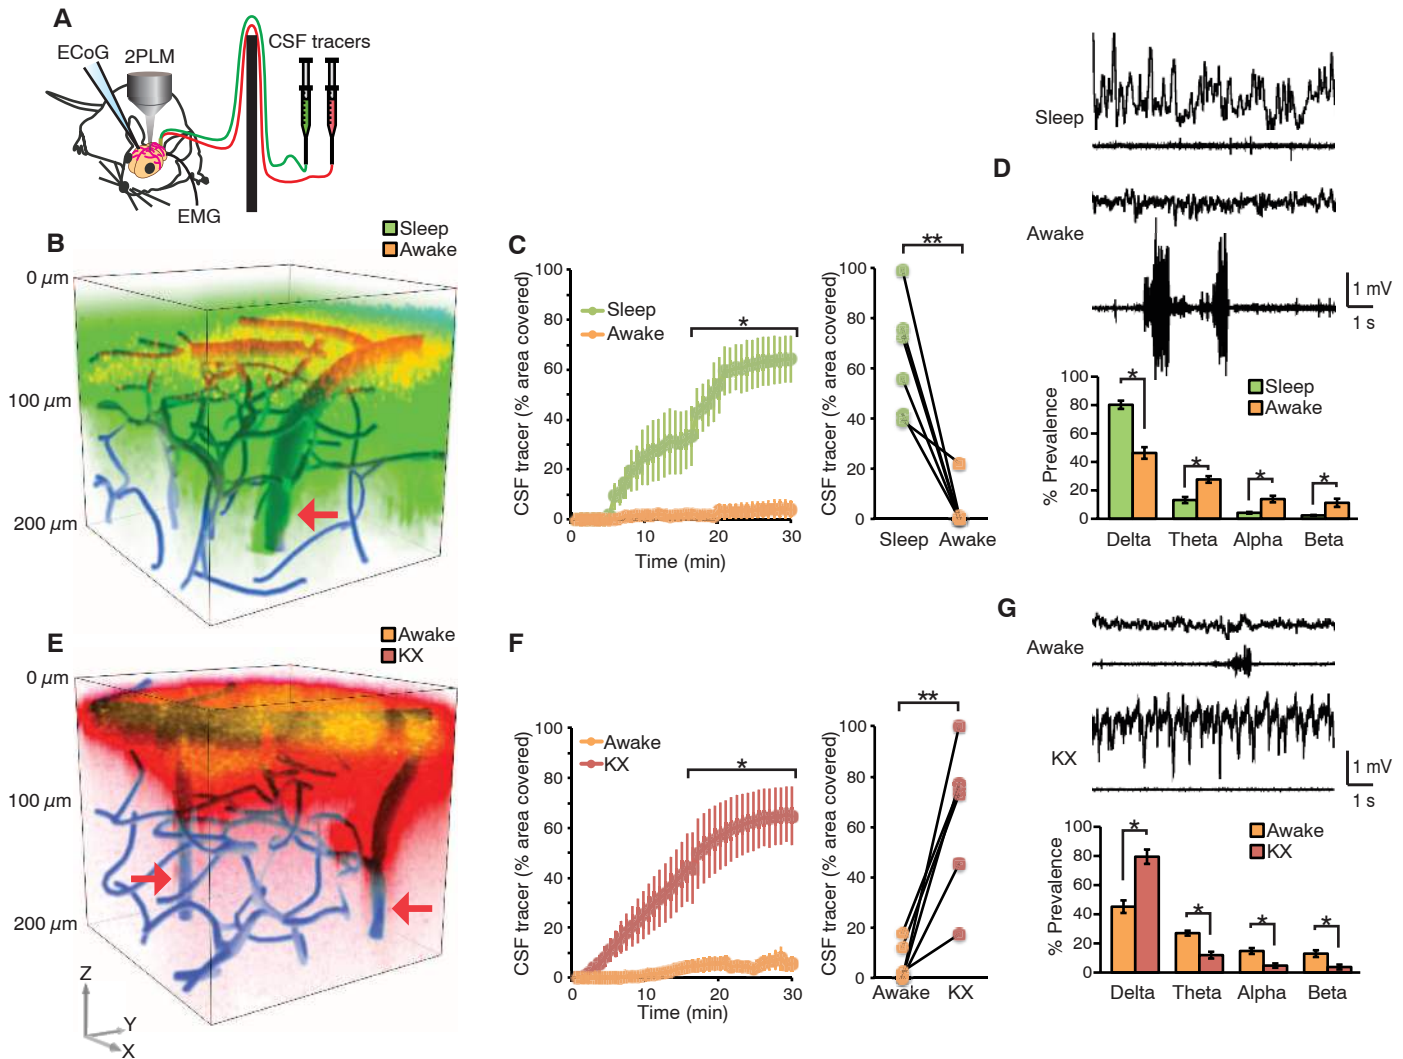 A
ECoG
2PLM
CSF tracers
EMG
B
Sleep
Awake
0 µm
100 µm
200 µm
C
CSF tracer (% area covered)
100
80
60
40
20
0
Sleep
Awake
*
0 10 20 30
Time (min)
CSF tracer (% area covered)
100
80
60
40
20
0
**
Sleep Awake
D
Sleep
Awake
1 mV
1 s
% Prevalence
100
80
60
40
20
0
Sleep
Awake
* * * *
Delta Theta Alpha Beta
E
Awake
KX
0 µm
100 µm
200 µm
Z
Y
X
F
CSF tracer (% area covered)
100
80
60
40
20
0
Awake
KX
*
0 10 20 30
Time (min)
CSF tracer (% area covered)
100
80
60
40
20
0
**
Awake KX
G
Awake
KX
1 mV
1 s
% Prevalence
100
80
60
40
20
0
Awake
KX
* * * *
Delta Theta Alpha Beta